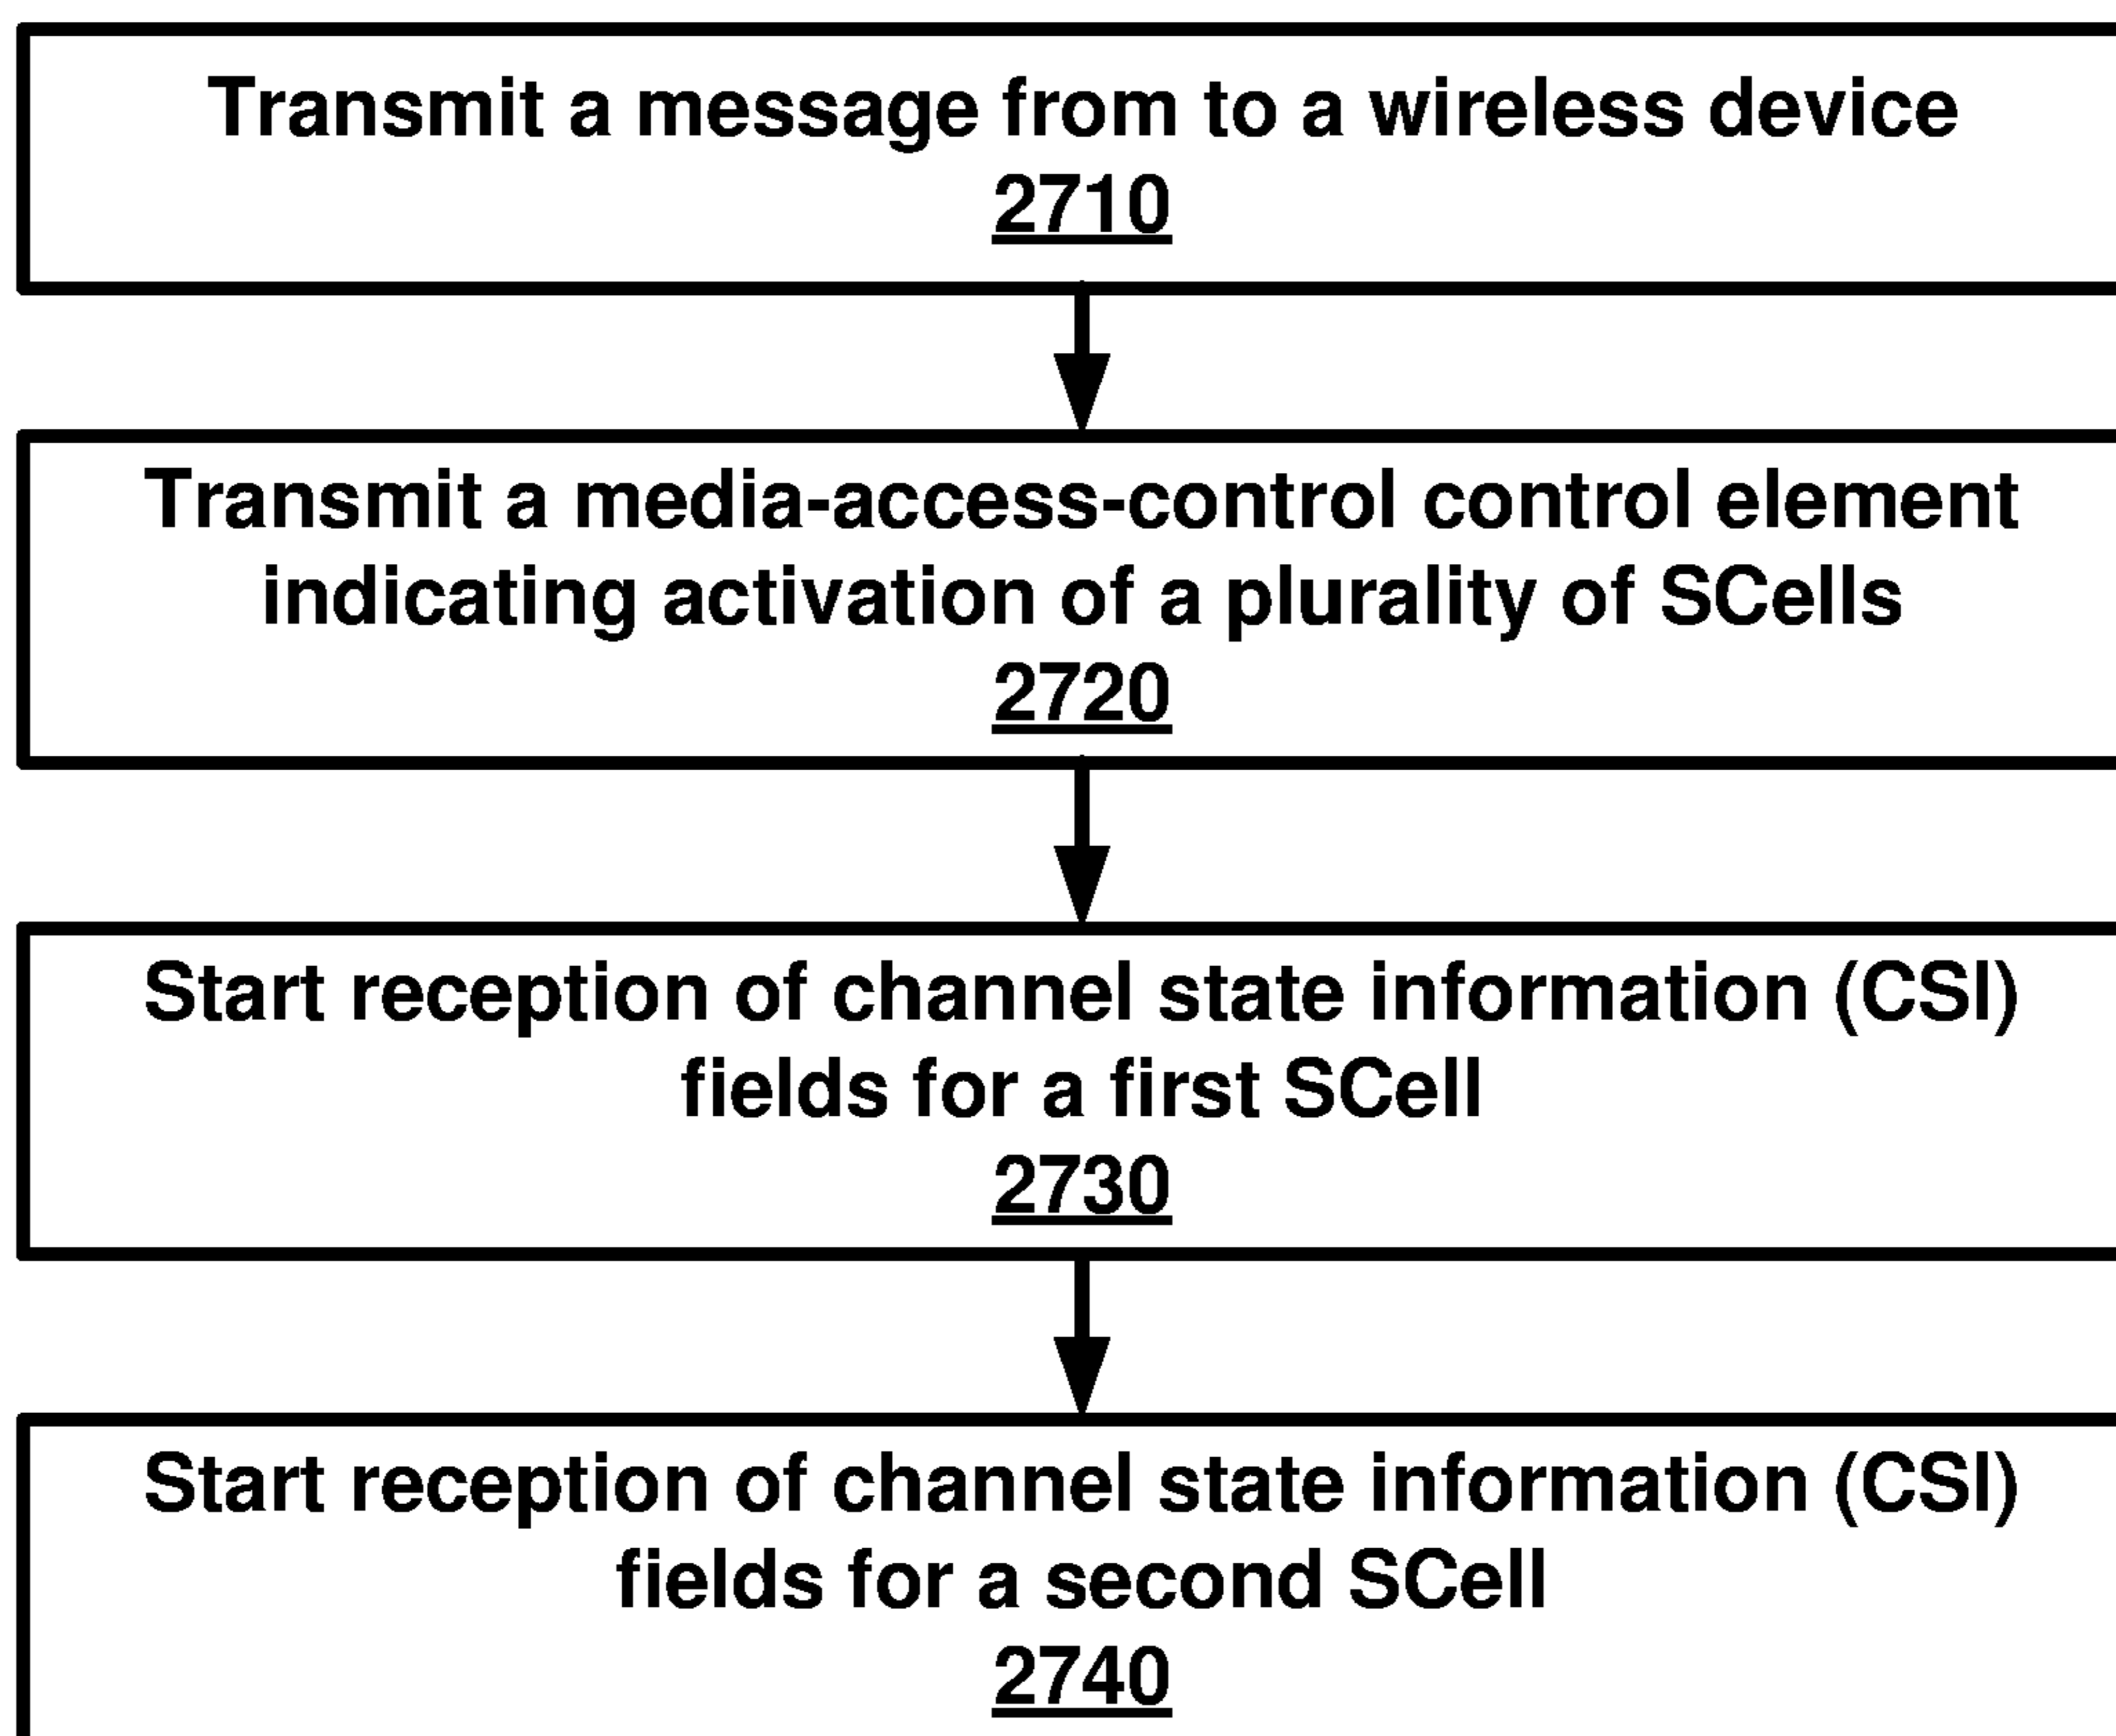 Transmit a message from to a wireless device
2710
Transmit a media-access-control control element
indicating activation of a plurality of SCells
2720
Start reception of channel state information (CSI)
fields for a first SCell
2730
Start reception of channel state information (CSI)
fields for a second SCell
2740